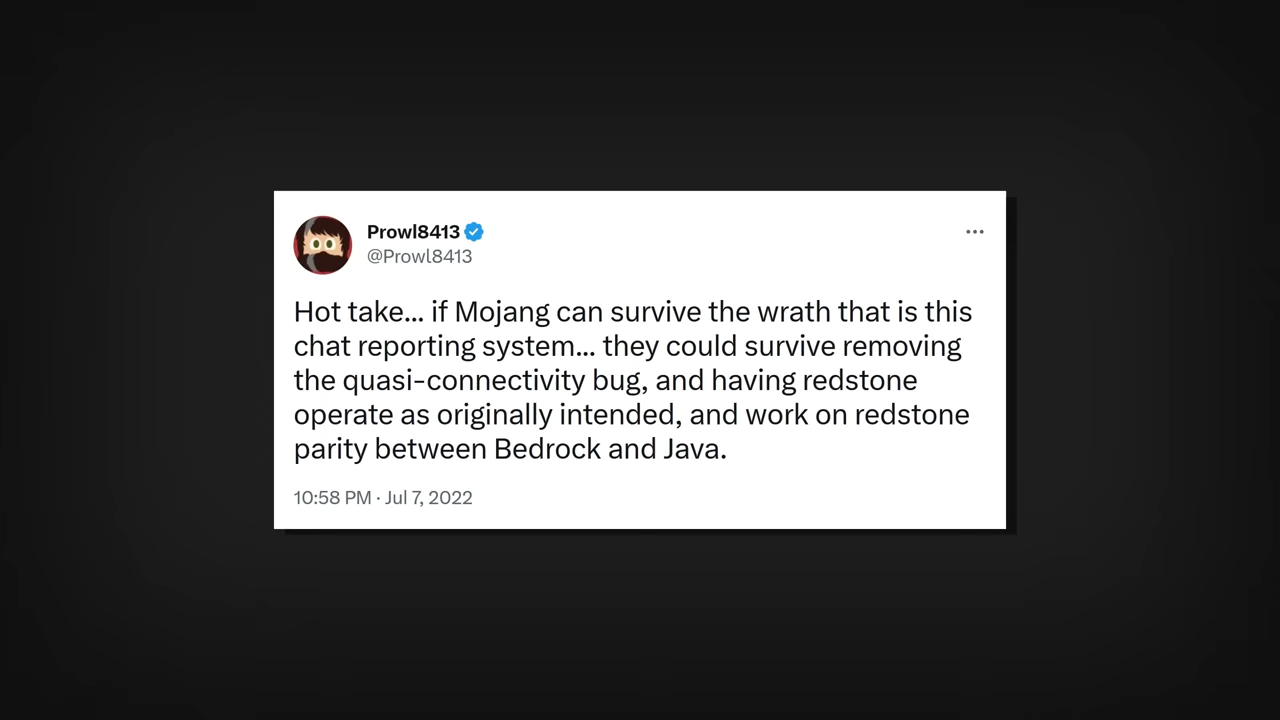 Prowl8413
@Prowl8413
Hot take... if Mojang can survive the wrath that is this
chat reporting system... they could survive removing
the quasi-connectivity bug, and having redstone
operate as originally intended, and work on redstone
parity between Bedrock and Java.
10:58 PM · Jul 7, 2022